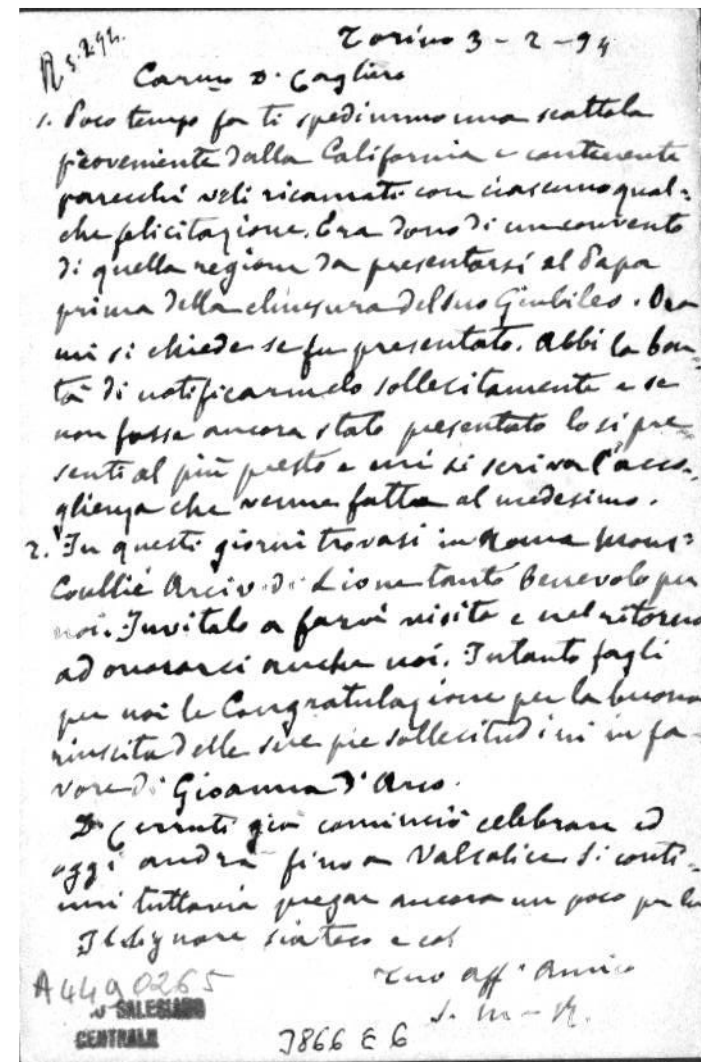 R 5.2.94.
Torino 3-2-94
Carmo D. Cagliero
1. Poco tempo fa ti spedimmo una scattola
proveniente dalla California e contenente
parecchi veli ricamati con ciascuno qual=
che felicitazione. Era dono di un convento
di quella regione da presentarsi al Papa
prima della chiusura del suo Giubileo. Ora
mi si chiede se fu presentato. Abbi la bon-
tà di notificarmelo sollecitamente e se
non fosse ancora stato presentato lo si pre-
senti al più presto e mi si scriva l'acco-
glienza che venne fatta al medesimo.
2. In questi giorni trovasi in Roma Mons=
Coullié Arciv. di Lione tanto benevolo per
noi. Invitalo a farvi visita e nel ritorno
ad onorarci anche noi. Intanto fagli
per noi le congratulazione per la buona
riuscita delle sue pie sollecitudini in fa-
vore di Gioanna d'Arco.
D. Cerruti già cominciò celebrare ed
oggi andrà fino a Valsalice. Si conti-
nui tuttavia pregar ancora un poco per lui
Il Signore sia teco e col
Tuo aff. Amico
S. M-R.
A4490265
SALESIANO
CENTRALE
3866 E 6